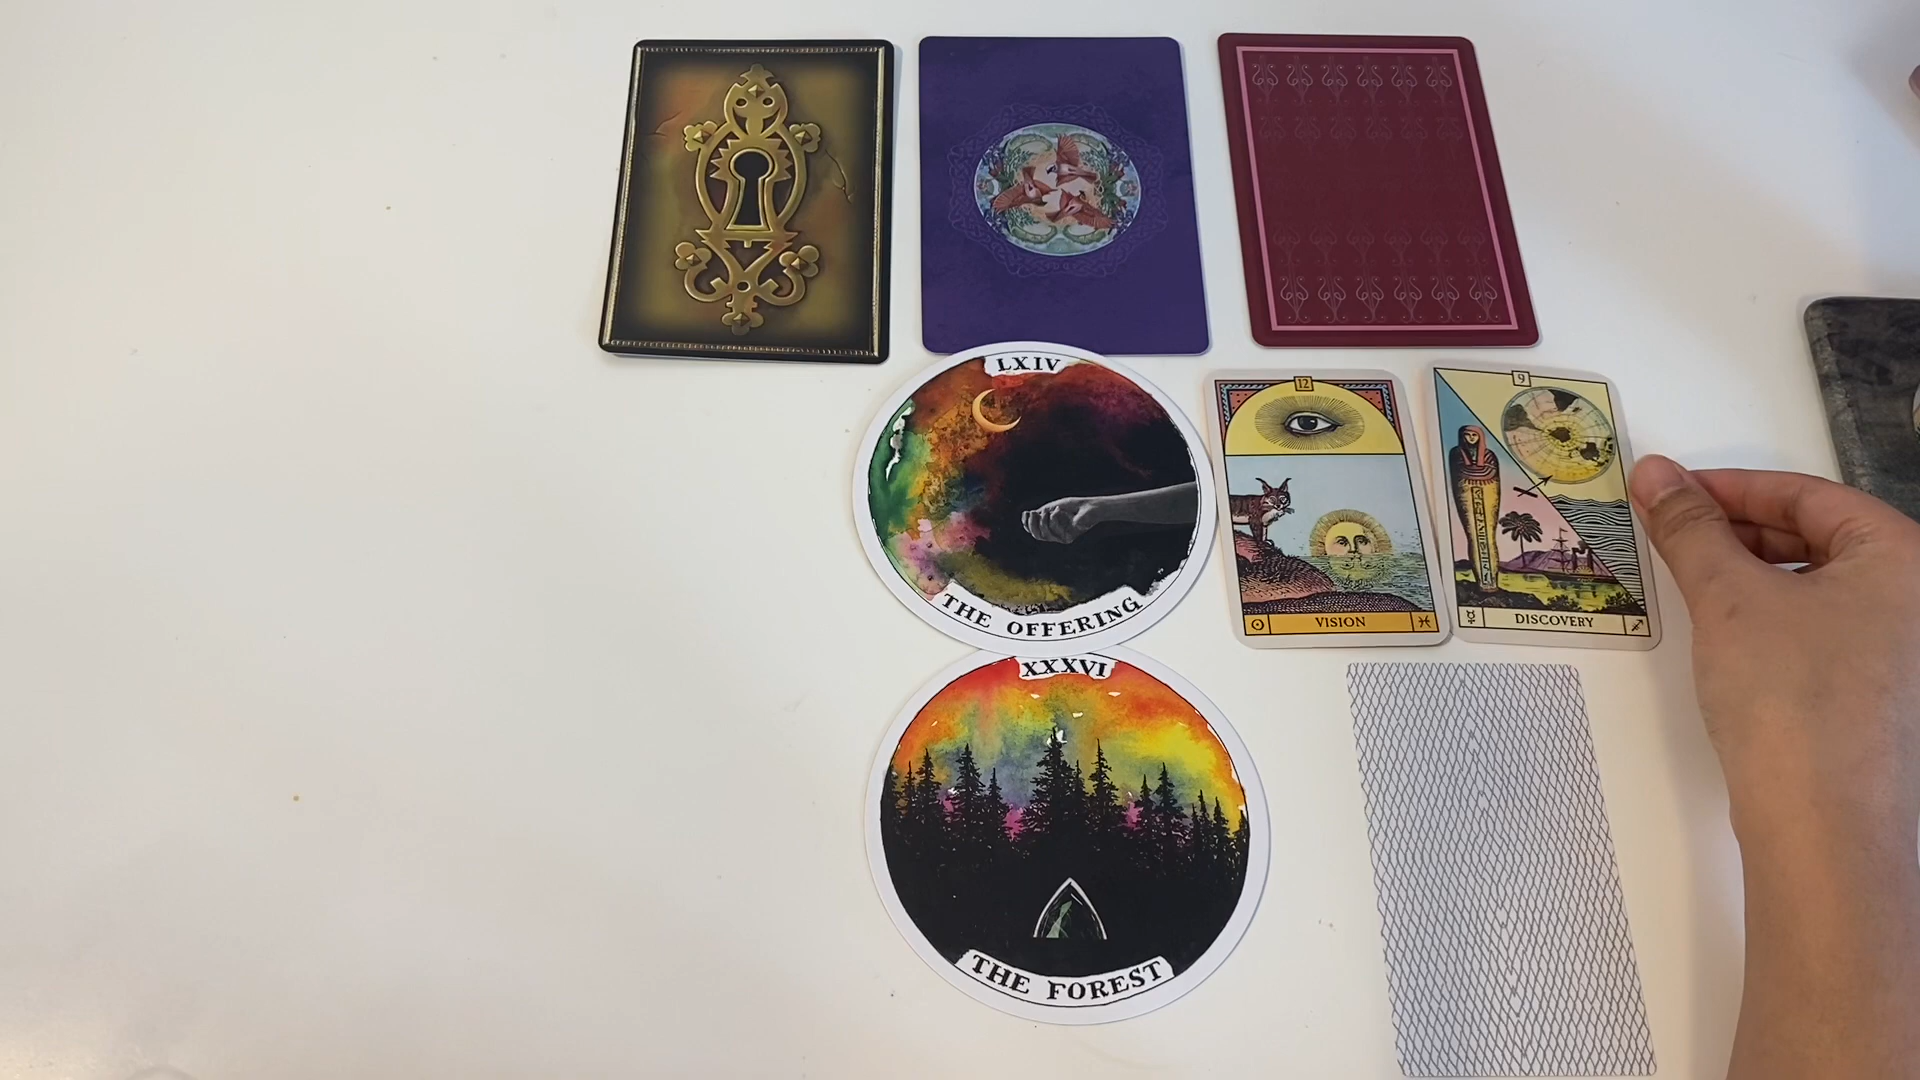 LXIV
THE OFFERING
12
VISION
9
DISCOVERY
XXXVI
THE FOREST